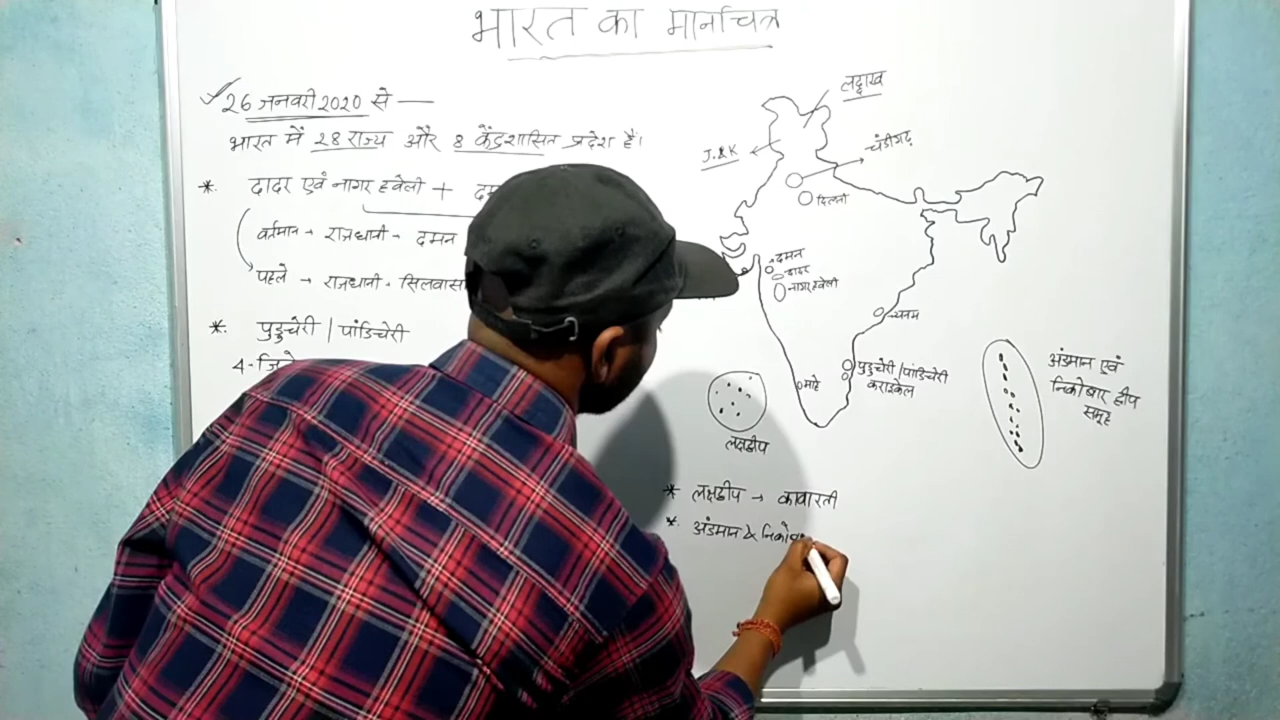 भारत का मानचित्र
26 जनवरी 2020 से —
भारत में 28 राज्य और 8 केंद्रशासित प्रदेश हैं।
*. दादर एवं नागर हवेली +
वर्तमान → राजधानी - दमन
पहले → राजधानी - सिलवासा
*. पुडुचेरी / पांडिचेरी
4-
लद्दाख
J.&K
चंडीगढ़
दिल्ली
दमन
दादर
नागर हवेली
यनम
पुडुचेरी/पांडिचेरी
कराइकेल
माहे
लक्षद्वीप
अंडमान एवं
निकोबार द्वीप
समूह
* लक्षद्वीप → कावारती
*. अंडमान &